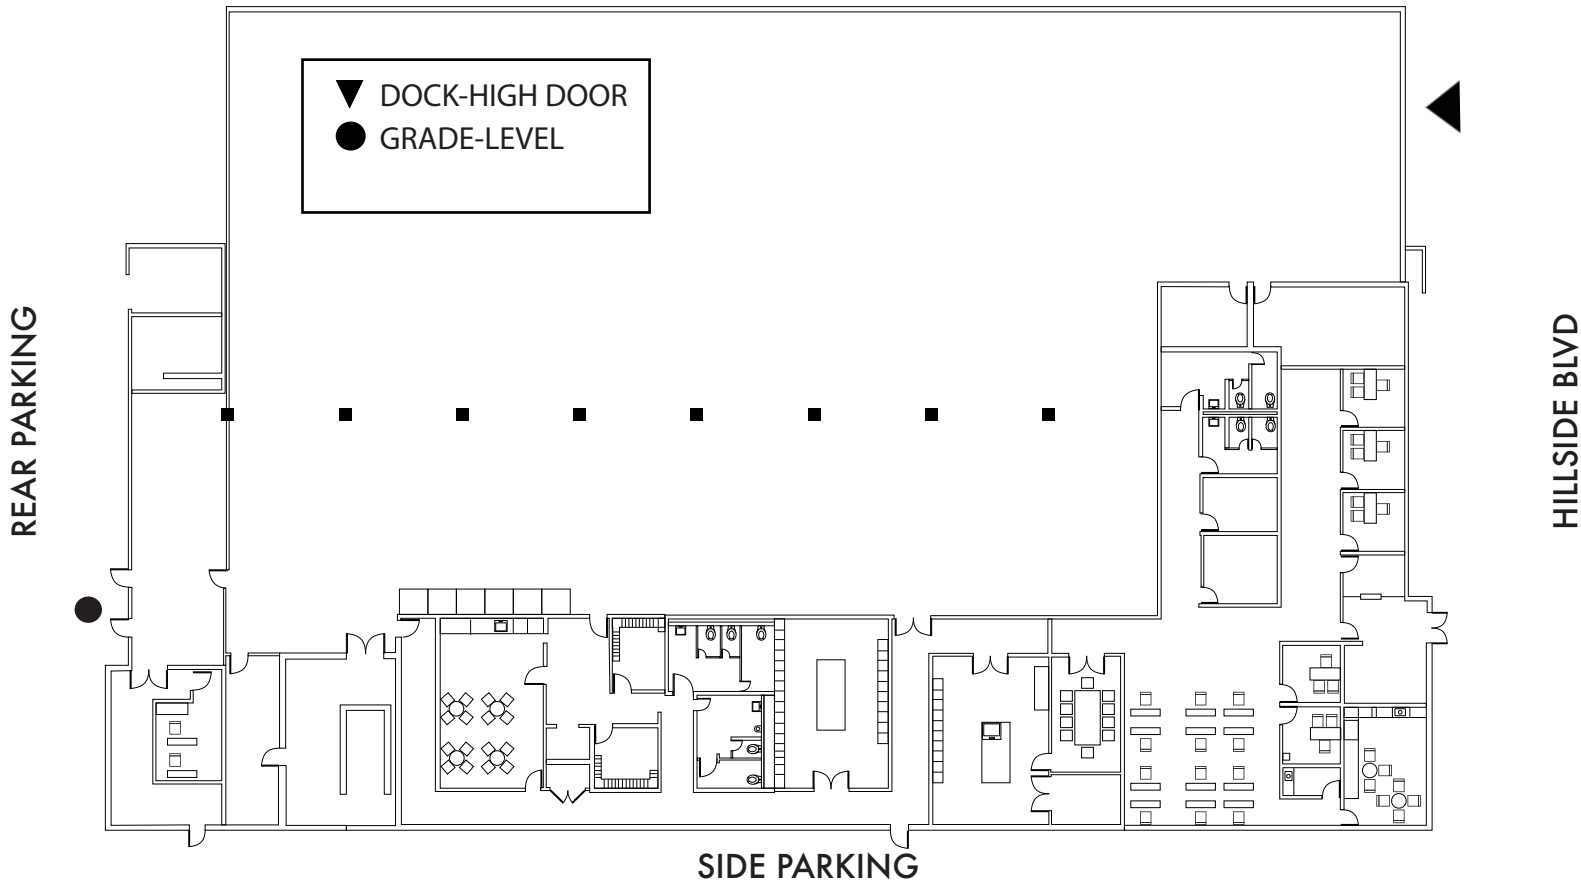 DOCK-HIGH DOOR
GRADE-LEVEL
REAR PARKING
HILLSIDE BLVD
SIDE PARKING